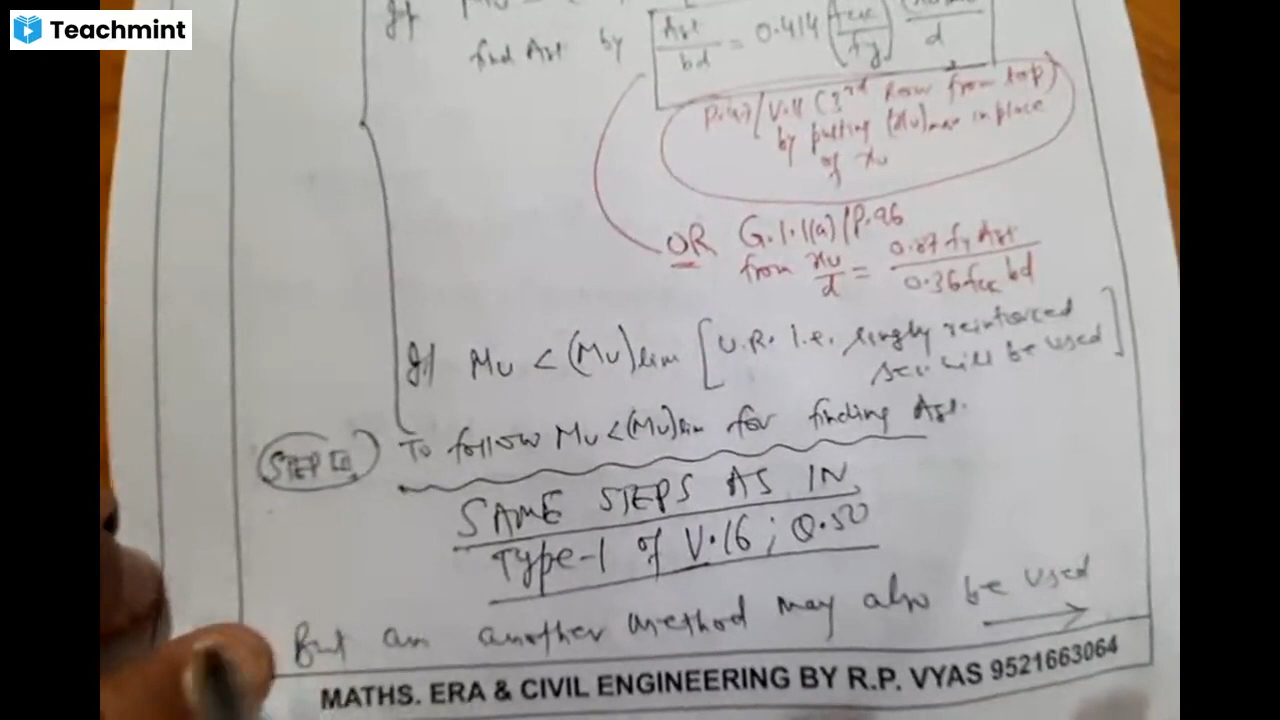 Teachmint
If Mu
find Ast by Ast/bd = 0.414 (fck/fy) d
P.97/V.11 (3rd row from top)
by putting (xu)max in place
of xu
OR G.1.1(a)/P.96
from xu/d = 0.87 fy Ast / 0.36 fck bd
If Mu < (Mu)lim [U.R. i.e. singly reinforced
sec. will be used]
To follow Mu<(Mu)lim for finding Ast.
STEP
SAME STEPS AS IN
Type-1 of V.16; Q.50
But an another method may also be used
MATHS. ERA & CIVIL ENGINEERING BY R.P. VYAS 9521663064